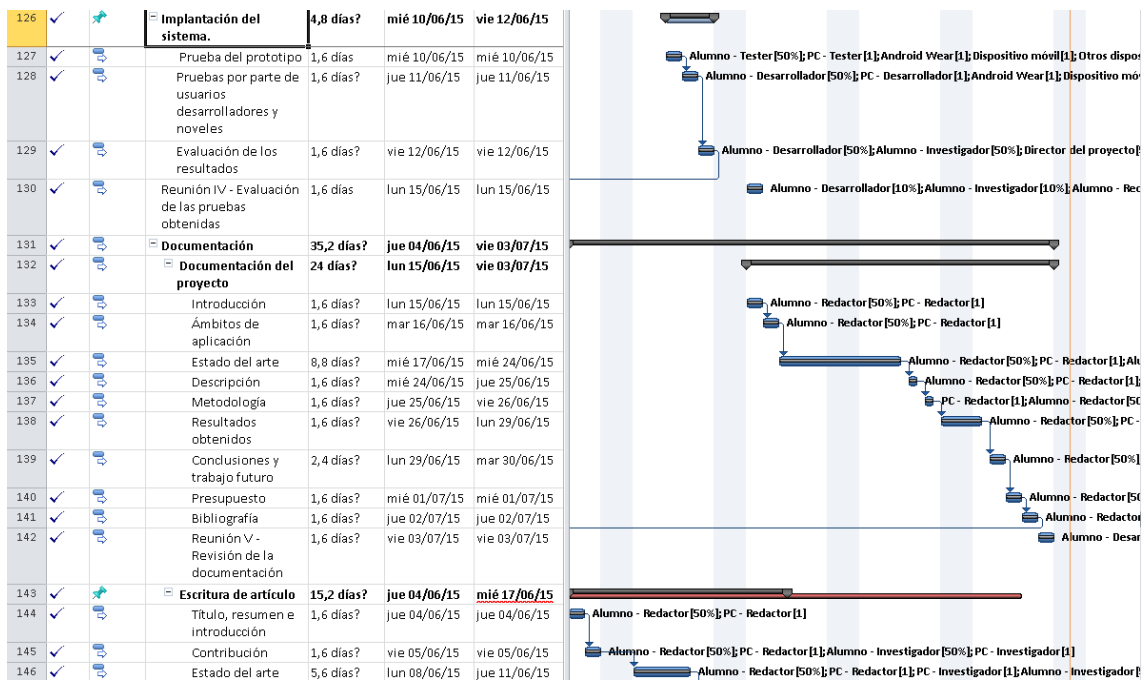 126 Implantación del 4,8 días? mié 10/06/15 vie 12/06/15
sistema.
127 Prueba del prototipo 1,6 días mié 10/06/15 mié 10/06/15 Alumno - Tester[50%]; PC - Tester[1];Android Wear[1]; Dispositivo móvil[1]; Otros dispos
128 Pruebas por parte de 1,6 días? jue 11/06/15 jue 11/06/15 Alumno - Desarrollador[50%]; PC - Desarrollador[1];Android Wear[1]; Dispositivo móv
usuarios
desarrolladores y
noveles
129 Evaluación de los 1,6 días? vie 12/06/15 vie 12/06/15 Alumno - Desarrollador[50%];Alumno - Investigador[50%]; Director del proyecto[
resultados
130 Reunión IV - Evaluación 1,6 días lun 15/06/15 lun 15/06/15 Alumno - Desarrollador[10%];Alumno - Investigador[10%];Alumno - Red
de las pruebas
obtenidas
131 Documentación 35,2 días? jue 04/06/15 vie 03/07/15
132 Documentación del 24 días? lun 15/06/15 vie 03/07/15
proyecto
133 Introducción 1,6 días? lun 15/06/15 lun 15/06/15 Alumno - Redactor[50%]; PC - Redactor[1]
134 Ámbitos de 1,6 días? mar 16/06/15 mar 16/06/15 Alumno - Redactor[50%]; PC - Redactor[1]
aplicación
135 Estado del arte 8,8 días? mié 17/06/15 mié 24/06/15 Alumno - Redactor[50%]; PC - Redactor[1];Alu
136 Descripción 1,6 días? mié 24/06/15 jue 25/06/15 Alumno - Redactor[50%]; PC - Redactor[1];
137 Metodología 1,6 días? jue 25/06/15 vie 26/06/15 PC - Redactor[1];Alumno - Redactor[50
138 Resultados 1,6 días? vie 26/06/15 lun 29/06/15 Alumno - Redactor[50%]; PC -
obtenidos
139 Conclusiones y 2,4 días? lun 29/06/15 mar 30/06/15 Alumno - Redactor[50%]
trabajo futuro
140 Presupuesto 1,6 días? mié 01/07/15 mié 01/07/15 Alumno - Redactor[50
141 Bibliografía 1,6 días? jue 02/07/15 jue 02/07/15 Alumno - Redactor
142 Reunión V - 1,6 días? vie 03/07/15 vie 03/07/15 Alumno - Desar
Revisión de la
documentación
143 Escritura de artículo 15,2 días? jue 04/06/15 mié 17/06/15
144 Título, resumen e 1,6 días? jue 04/06/15 jue 04/06/15 Alumno - Redactor[50%]; PC - Redactor[1]
introducción
145 Contribución 1,6 días? vie 05/06/15 vie 05/06/15 Alumno - Redactor[50%]; PC - Redactor[1];Alumno - Investigador[50%]; PC - Investigador[1]
146 Estado del arte 5,6 días? lun 08/06/15 jue 11/06/15 Alumno - Redactor[50%]; PC - Redactor[1]; PC - Investigador[1];Alumno - Investigador[